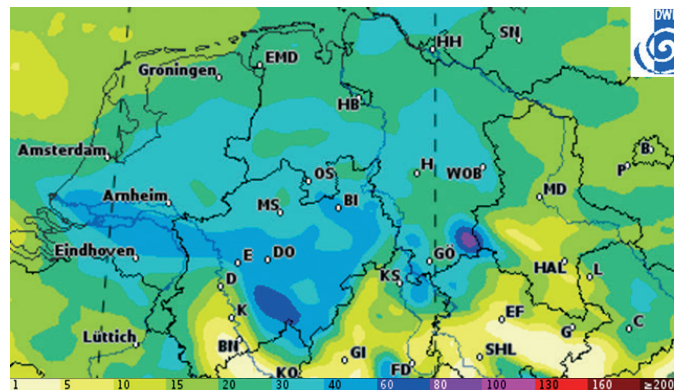 DWD
HH
SN
EMD
Groningen
HB
B
P
Amsterdam
H
WOB
OS
MD
Arnheim
MS
BI
Eindhoven
E
DO
GÖ
HAL
L
D
KS
K
EF
G
C
BN
Lüttich
GI
SHL
KO
FD
1 5 10 15 20 30 40 60 80 100 130 160 ≥200